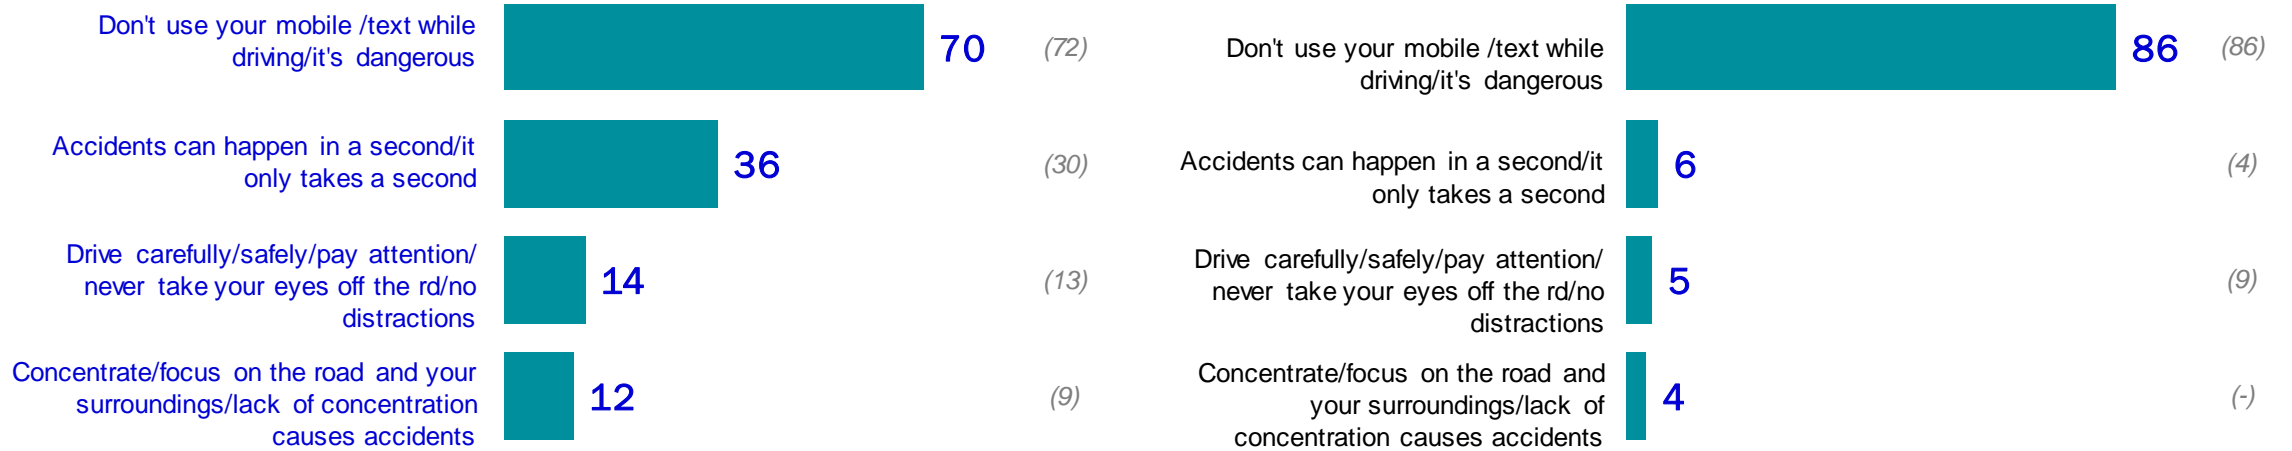 Don't use your mobile /text while
driving/it's dangerous
70 (72)
Accidents can happen in a second/it
only takes a second
36 (30)
Drive carefully/safely/pay attention/
never take your eyes off the rd/no
distractions
14 (13)
Concentrate/focus on the road and your
surroundings/lack of concentration
causes accidents
12 (9)
Don't use your mobile /text while
driving/it's dangerous
86 (86)
Accidents can happen in a second/it
only takes a second
6 (4)
Drive carefully/safely/pay attention/
never take your eyes off the rd/no
distractions
5 (9)
Concentrate/focus on the road and
your surroundings/lack of
concentration causes accidents
4 (-)